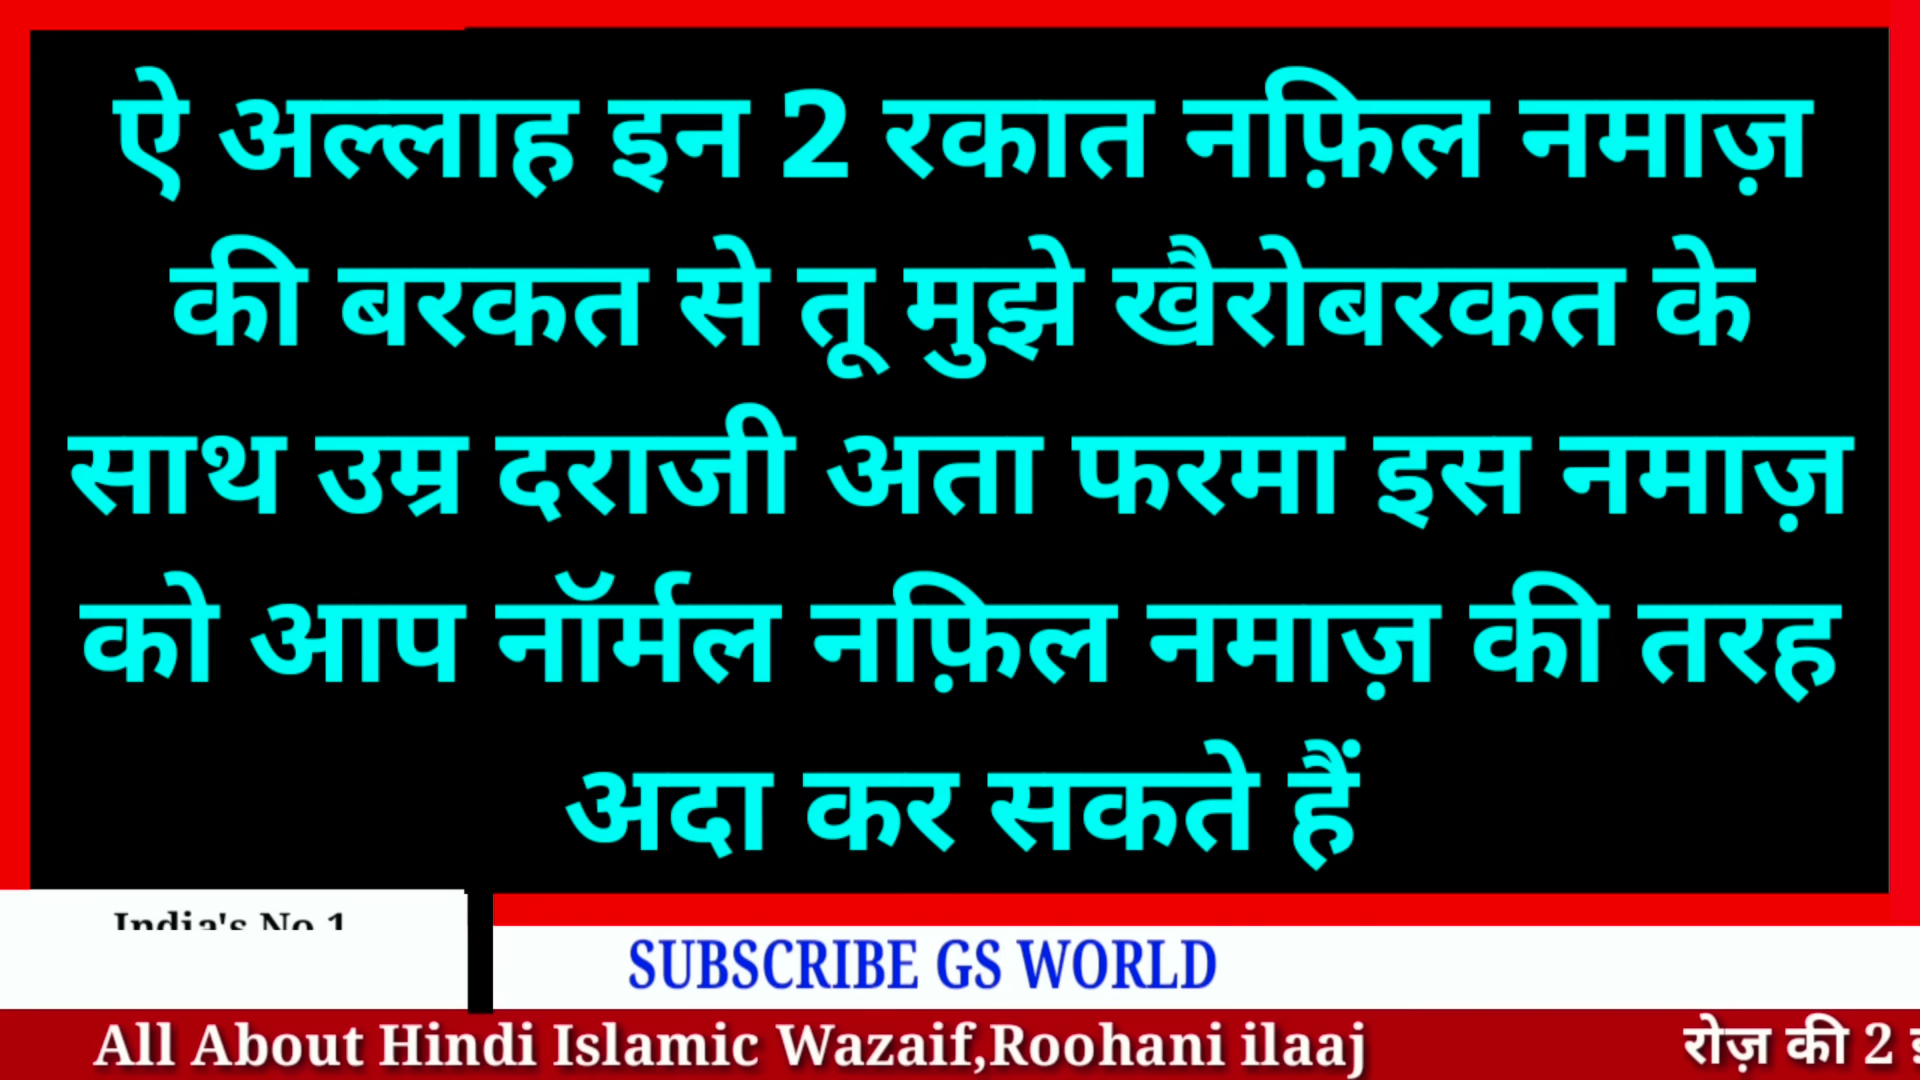 ऐ अल्लाह इन 2 रकात नफ़िल नमाज़
की बरकत से तू मुझे खैरोबरकत के
साथ उम्र दराजी अता फरमा इस नमाज़
को आप नॉर्मल नफ़िल नमाज़ की तरह
अदा कर सकते हैं
India's No 1
SUBSCRIBE GS WORLD
All About Hindi Islamic Wazaif,Roohani ilaaj
रोज़ की 2